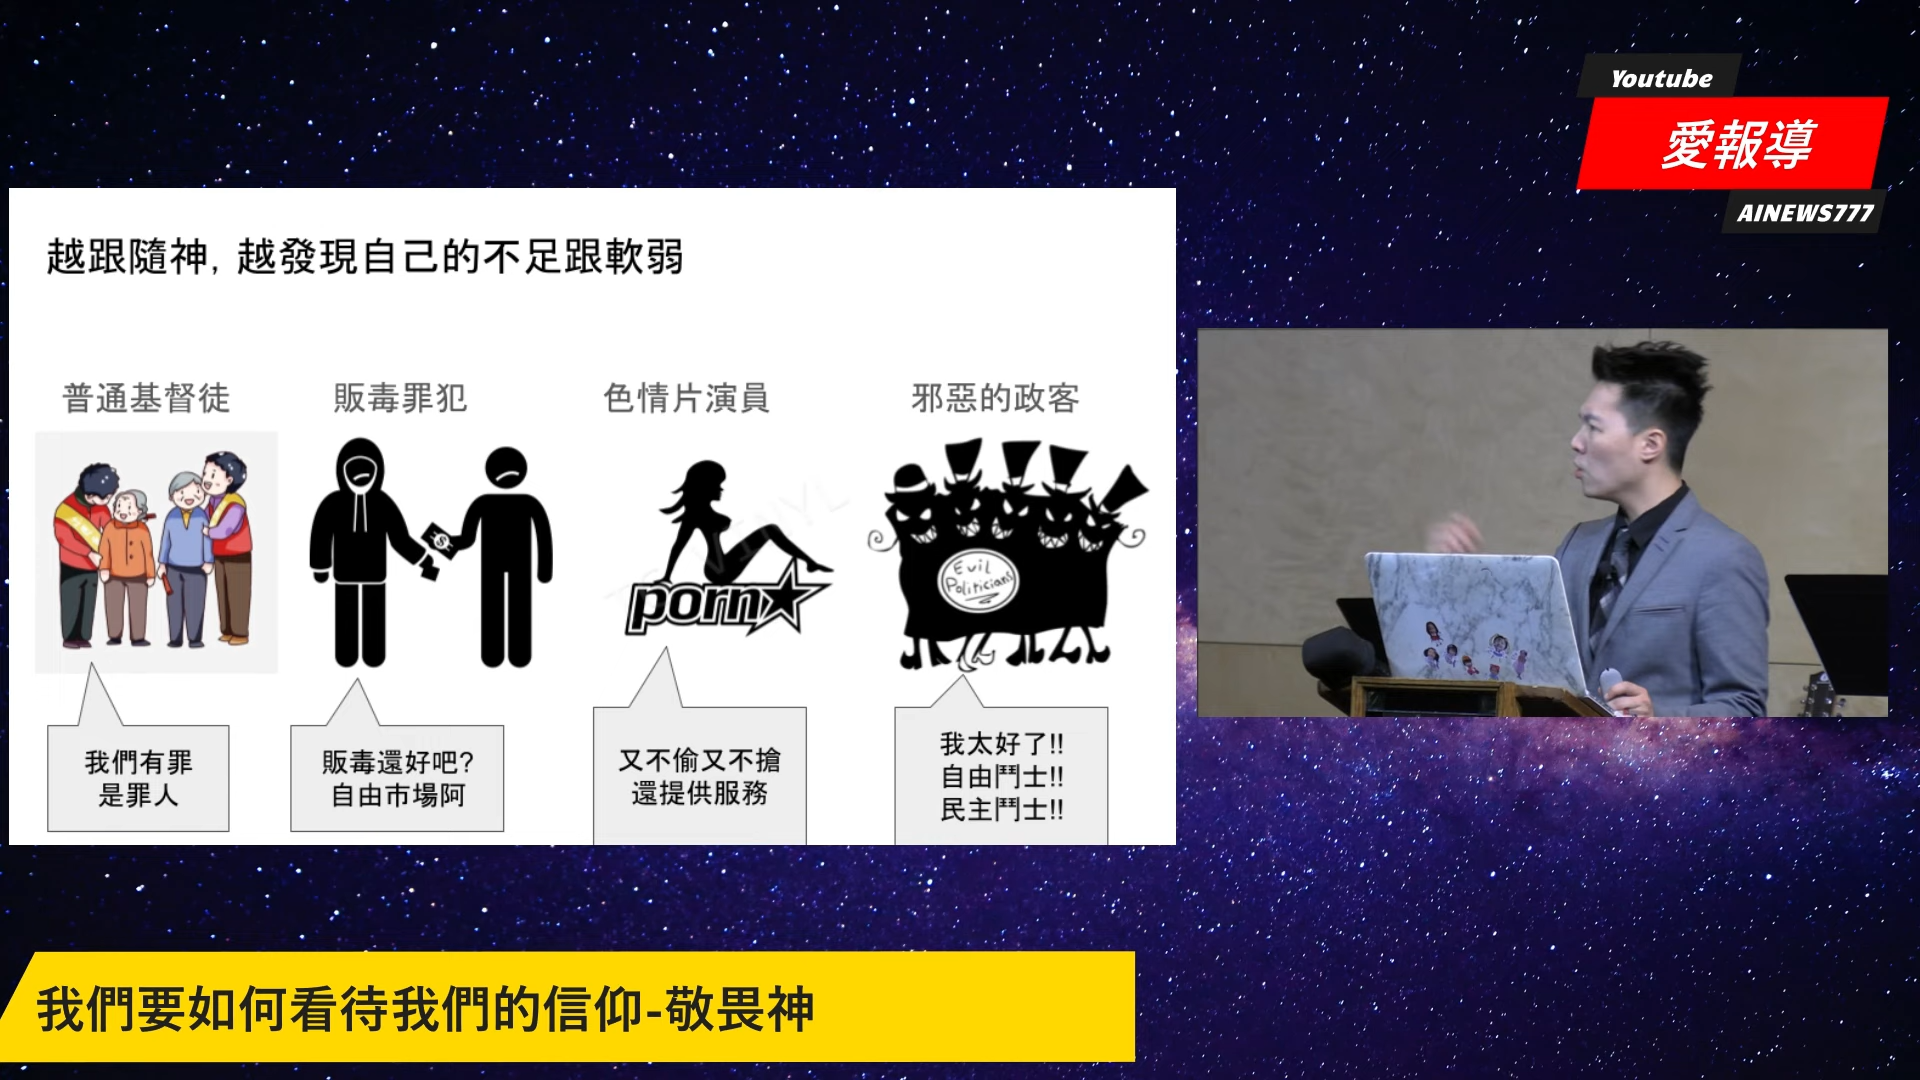 Youtube
愛報導
AINEWS777
越跟隨神, 越發現自己的不足跟軟弱
普通基督徒
販毒罪犯
色情片演員
邪惡的政客
Evil
Politicians
porn
我們有罪
是罪人
販毒還好吧?
自由市場阿
又不偷又不搶
還提供服務
我太好了!!
自由鬥士!!
民主鬥士!!
我們要如何看待我們的信仰-敬畏神